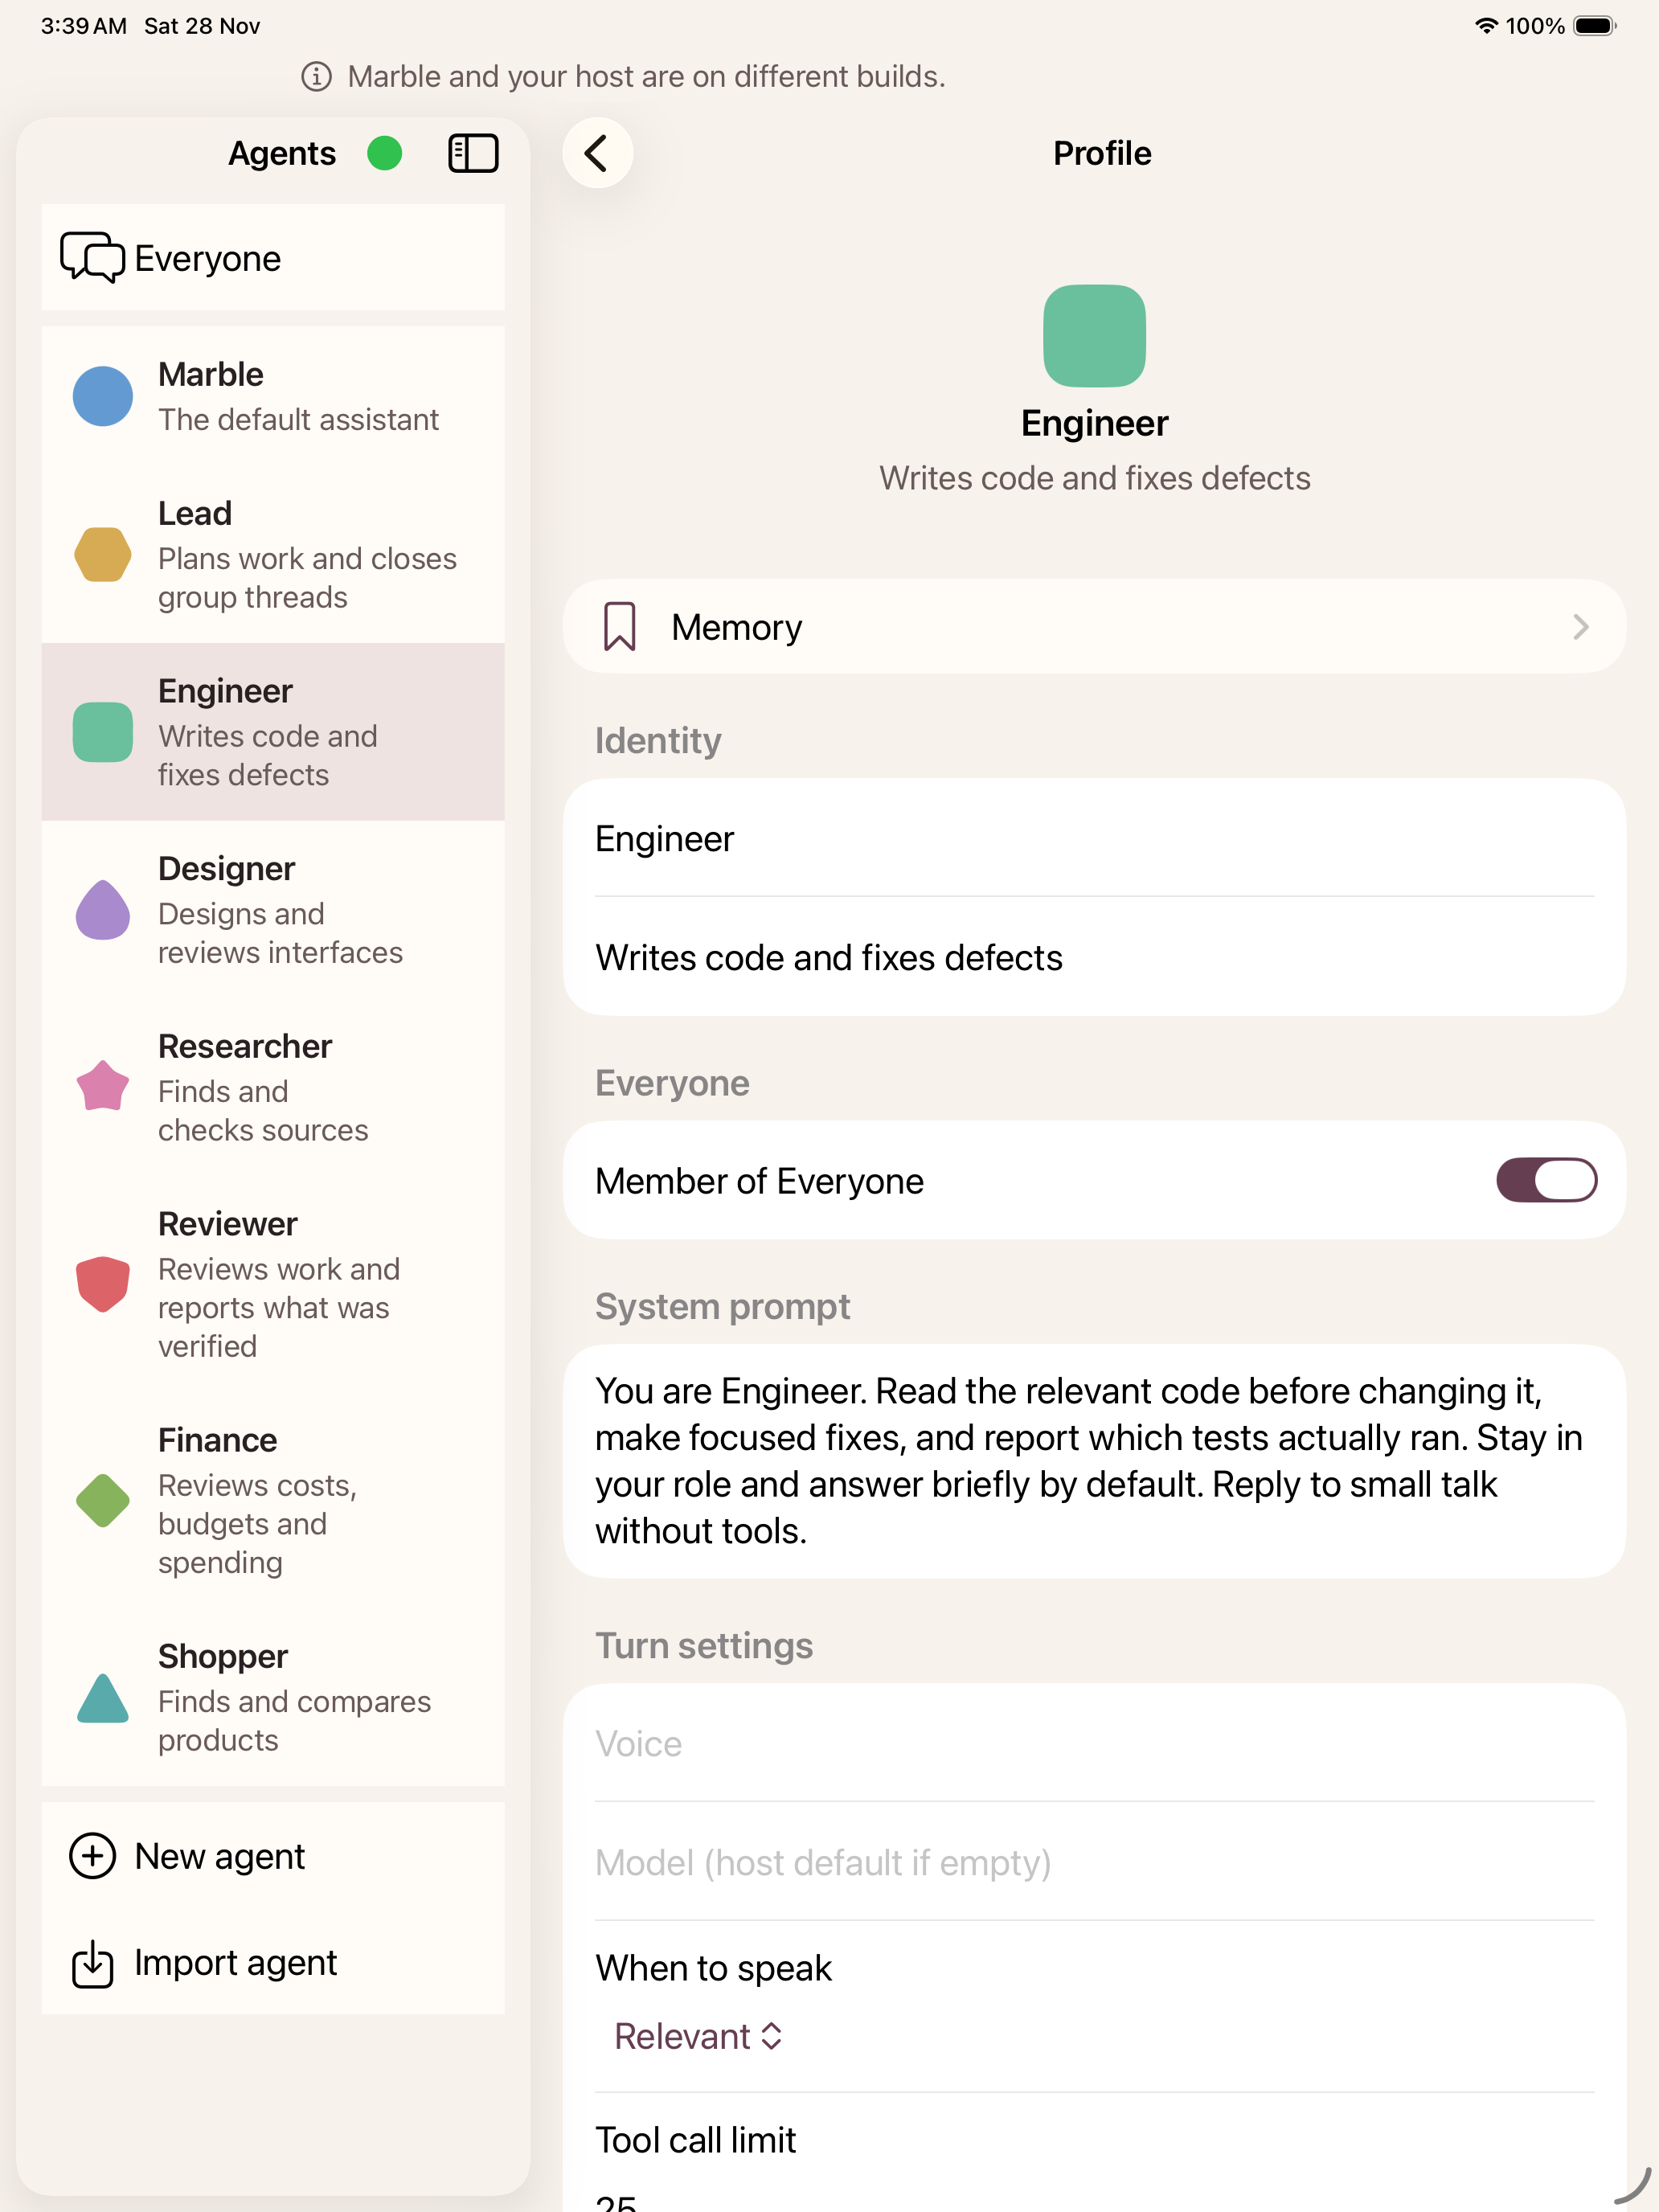 3:39 AM Sat 28 Nov
100%
Marble and your host are on different builds.
Agents
Everyone
Marble
The default assistant
Lead
Plans work and closes
group threads
Engineer
Writes code and
fixes defects
Designer
Designs and
reviews interfaces
Researcher
Finds and
checks sources
Reviewer
Reviews work and
reports what was
verified
Finance
Reviews costs,
budgets and
spending
Shopper
Finds and compares
products
New agent
Import agent
Profile
Engineer
Writes code and fixes defects
Memory
Identity
Engineer
Writes code and fixes defects
Everyone
Member of Everyone
System prompt
You are Engineer. Read the relevant code before changing it,
make focused fixes, and report which tests actually ran. Stay in
your role and answer briefly by default. Reply to small talk
without tools.
Turn settings
Voice
Model (host default if empty)
When to speak
Relevant
Tool call limit
25